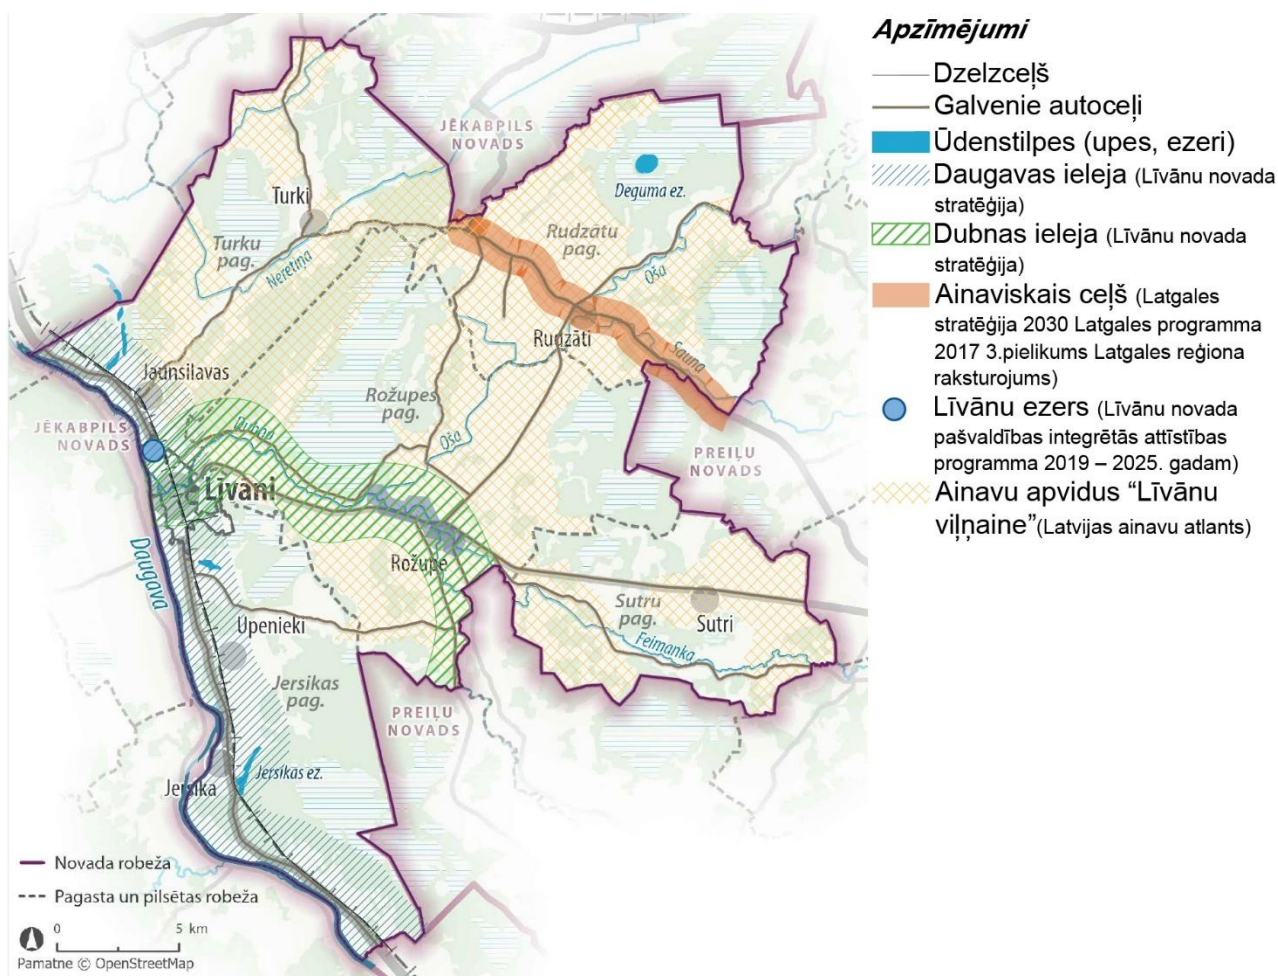 JĒKABPILS
NOVADS
Deguma ez.
Turki
Turku
pag.
Neretiņa
Rudzātu
pag.
Oša
Rudzāti
Sauna
Jaunsilavas
Rožupes
pag.
JĒKABPILS
NOVADS
Dubna
Oša
PREIĻU
NOVADS
Līvāni
Daugava
Rožupe
Sutru
pag.
Sutri
Feimanka
Upenieki
Jersikas
pag.
PREIĻU
NOVADS
Jersika
Jersikas ez.
Novada robeža
Pagasta un pilsētas robeža
0 5 km
Pamatne © OpenStreetMap
Apzīmējumi
Dzelzceļš
Galvenie autoceļi
Ūdenstilpes (upes, ezeri)
Daugavas ieleja (Līvānu novada
stratēģija)
Dubnas ieleja (Līvānu novada
stratēģija)
Ainaviskais ceļš (Latgales
stratēģija 2030 Latgales programma
2017 3.pielikums Latgales reģiona
raksturojums)
Līvānu ezers (Līvānu novada
pašvaldības integrētās attīstības
programma 2019 – 2025. gadam)
Ainavu apvidus “Līvānu
viļņaine”(Latvijas ainavu atlants)